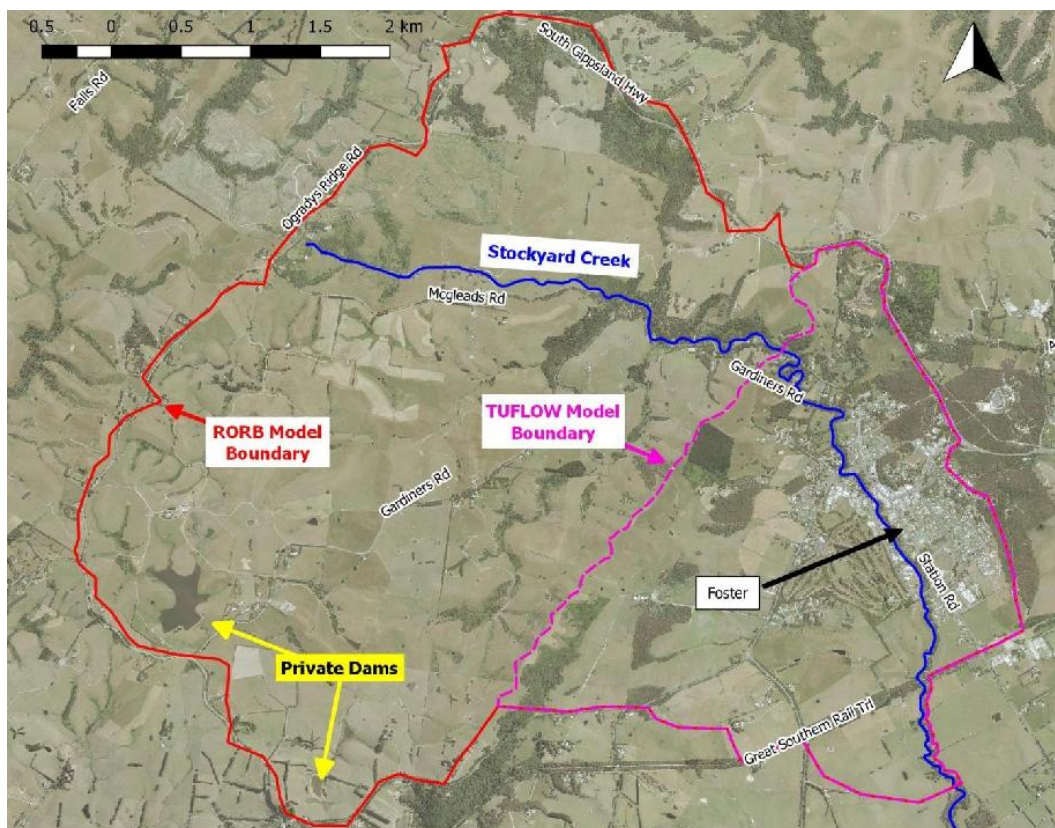 0.5 0 0.5 1 1.5 2 km
South Gippsland Hwy
Falls Rd
Ogradys Ridge Rd
Stockyard Creek
Mcgleads Rd
Gardiners Rd
TUFLOW Model
Boundary
RORB Model
Boundary
Gardiners Rd
Foster
Station Rd
Private Dams
Great Southern Rail Trl